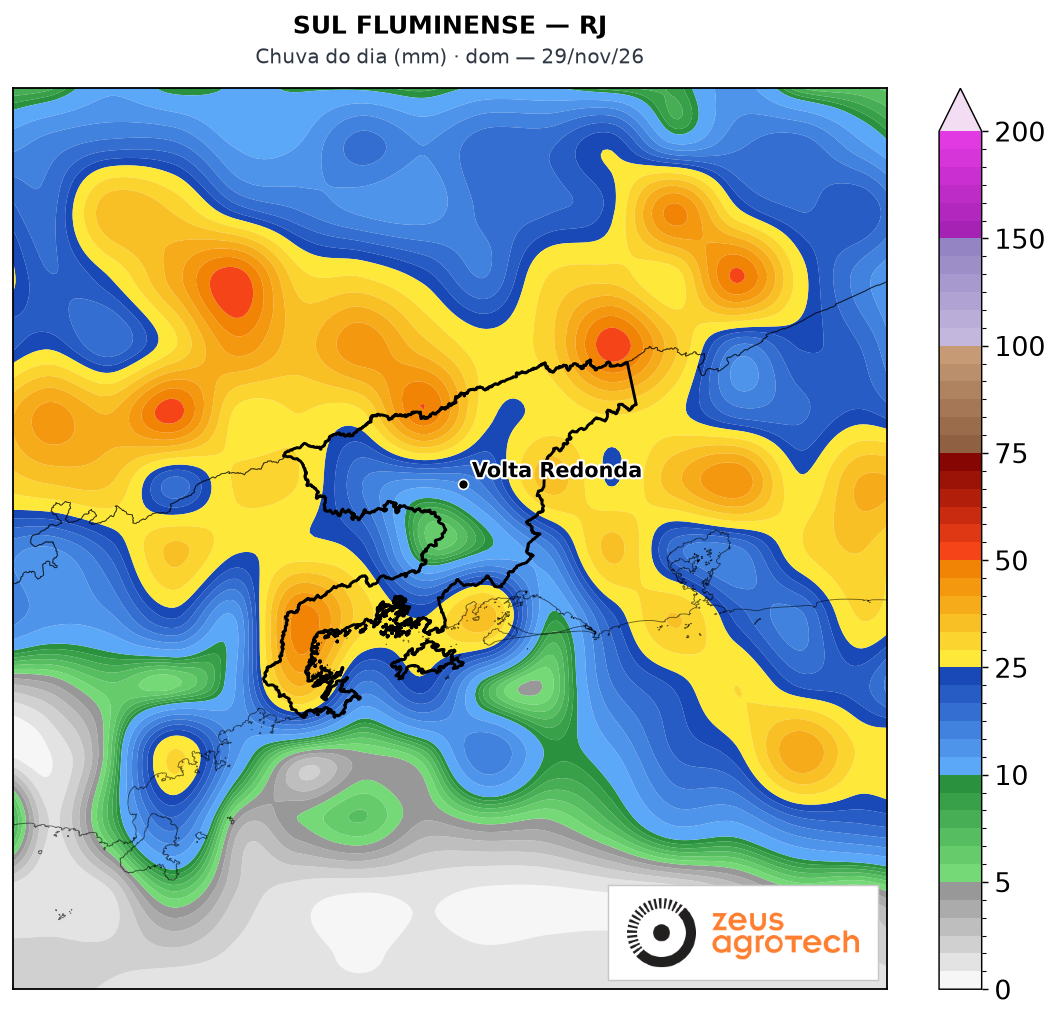 SUL FLUMINENSE — RJ
Chuva do dia (mm) · dom — 29/nov/26
200
150
100
75
50
25
10
5
0
Volta Redonda
zeus
agrotech